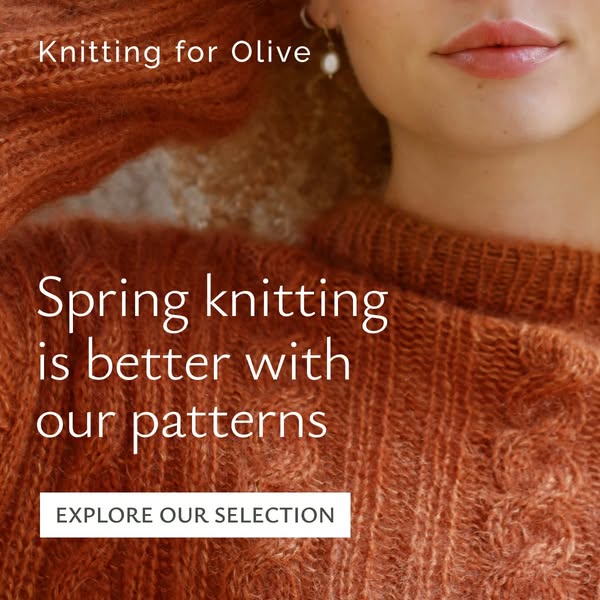 Knitting for Olive
Spring knitting
is better with
our patterns
EXPLORE OUR SELECTION